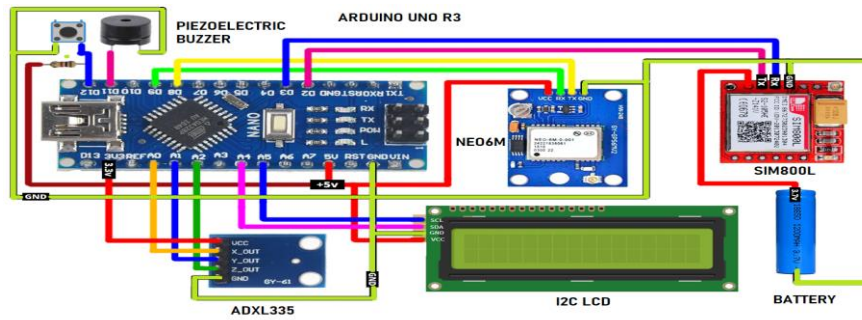 PIEZOELECTRIC
BUZZER
ARDUINO UNO R3
D12 D11 D10 D9 D8 D7 D6 D5 D4 D3 D2 GND RST RX0 TX1
NANO
RX
TX
POW
L
D13 3V3 REF A0 A1 A2 A3 A4 A5 A6 A7 5V RST GND VIN
3.3v
+5v
GND
VCC RX TX GND
NEO6M
Tx
Rx
GND
SIM800L
SIM800L
3.7v
BATTERY
GND
SCL
SDA
GND
VCC
I2C LCD
VCC
X_OUT
Y_OUT
Z_OUT
GND
GY-61
ADXL335